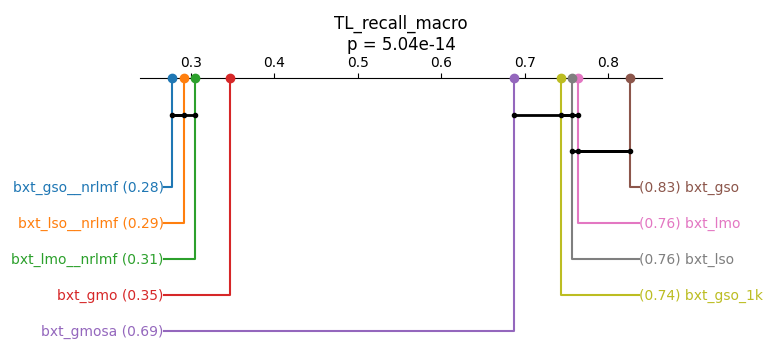 TL_recall_macro
p = 5.04e-14
0.3 0.4 0.5 0.6 0.7 0.8
bxt_gso__nrlmf (0.28) (0.83) bxt_gso
bxt_lso__nrlmf (0.29) (0.76) bxt_lmo
bxt_lmo__nrlmf (0.31) (0.76) bxt_lso
bxt_gmo (0.35) (0.74) bxt_gso_1k
bxt_gmosa (0.69)